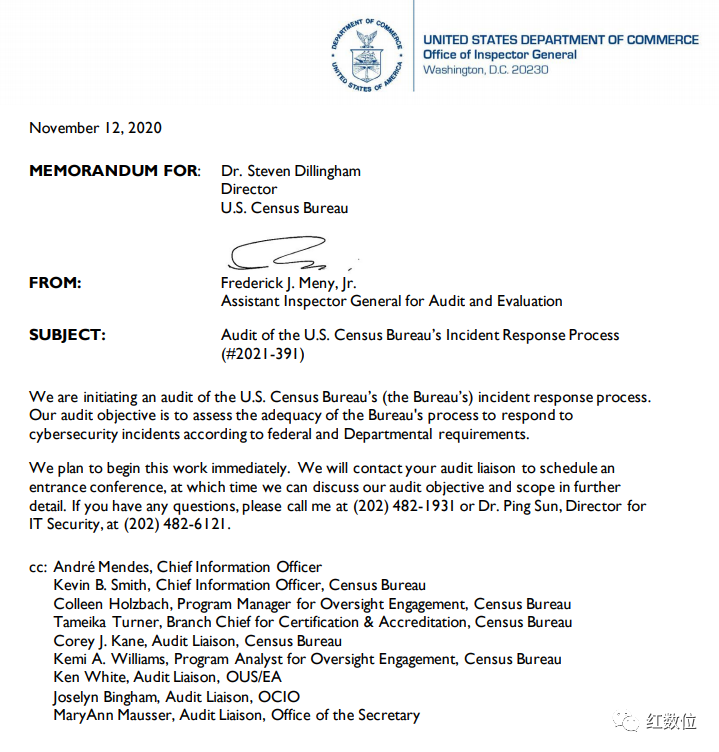 DEPARTMENT OF COMMERCE
UNITED STATES OF AMERICA
UNITED STATES DEPARTMENT OF COMMERCE
Office of Inspector General
Washington, D.C. 20230
November 12, 2020
MEMORANDUM FOR: Dr. Steven Dillingham
Director
U.S. Census Bureau
FROM: Frederick J. Meny, Jr.
Assistant Inspector General for Audit and Evaluation
SUBJECT: Audit of the U.S. Census Bureau’s Incident Response Process
(#2021-391)
We are initiating an audit of the U.S. Census Bureau’s (the Bureau’s) incident response process.
Our audit objective is to assess the adequacy of the Bureau's process to respond to
cybersecurity incidents according to federal and Departmental requirements.
We plan to begin this work immediately. We will contact your audit liaison to schedule an
entrance conference, at which time we can discuss our audit objective and scope in further
detail. If you have any questions, please call me at (202) 482-1931 or Dr. Ping Sun, Director for
IT Security, at (202) 482-6121.
cc: André Mendes, Chief Information Officer
Kevin B. Smith, Chief Information Officer, Census Bureau
Colleen Holzbach, Program Manager for Oversight Engagement, Census Bureau
Tameika Turner, Branch Chief for Certification & Accreditation, Census Bureau
Corey J. Kane, Audit Liaison, Census Bureau
Kemi A. Williams, Program Analyst for Oversight Engagement, Census Bureau
Ken White, Audit Liaison, OUS/EA
Joselyn Bingham, Audit Liaison, OCIO
MaryAnn Mausser, Audit Liaison, Office of the Secretary
红数位